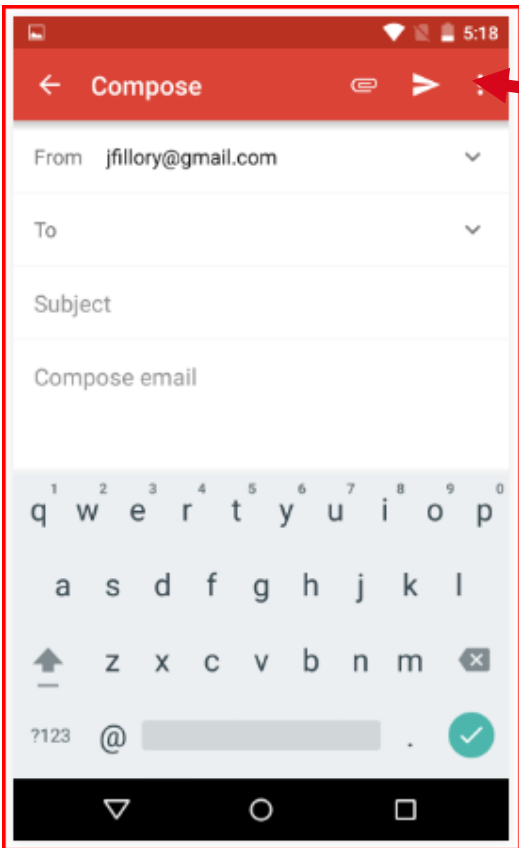 5:18
Compose
From jfillory@gmail.com
To
Subject
Compose email
1 2 3 4 5 6 7 8 9 0
q w e r t y u i o p
a s d f g h j k l
z x c v b n m
?123 @ .